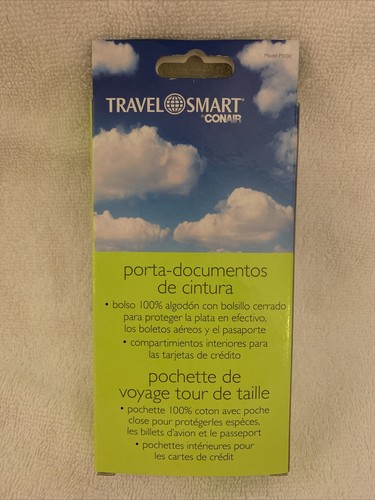 TRAVEL SMART®
BY CONAIR®
porta-documentos
de cintura
• bolso 100% algodón con bolsillo cerrado
para proteger la plata en efectivo,
los boletos aéreos y el pasaporte
• compartimientos interiores para
las tarjetas de crédito
pochette de
voyage tour de taille
• pochette 100% coton avec poche
close pour protégerles espèces,
les billets d'avion et le passeport
• pochettes intérieures pour
les cartes de crédit